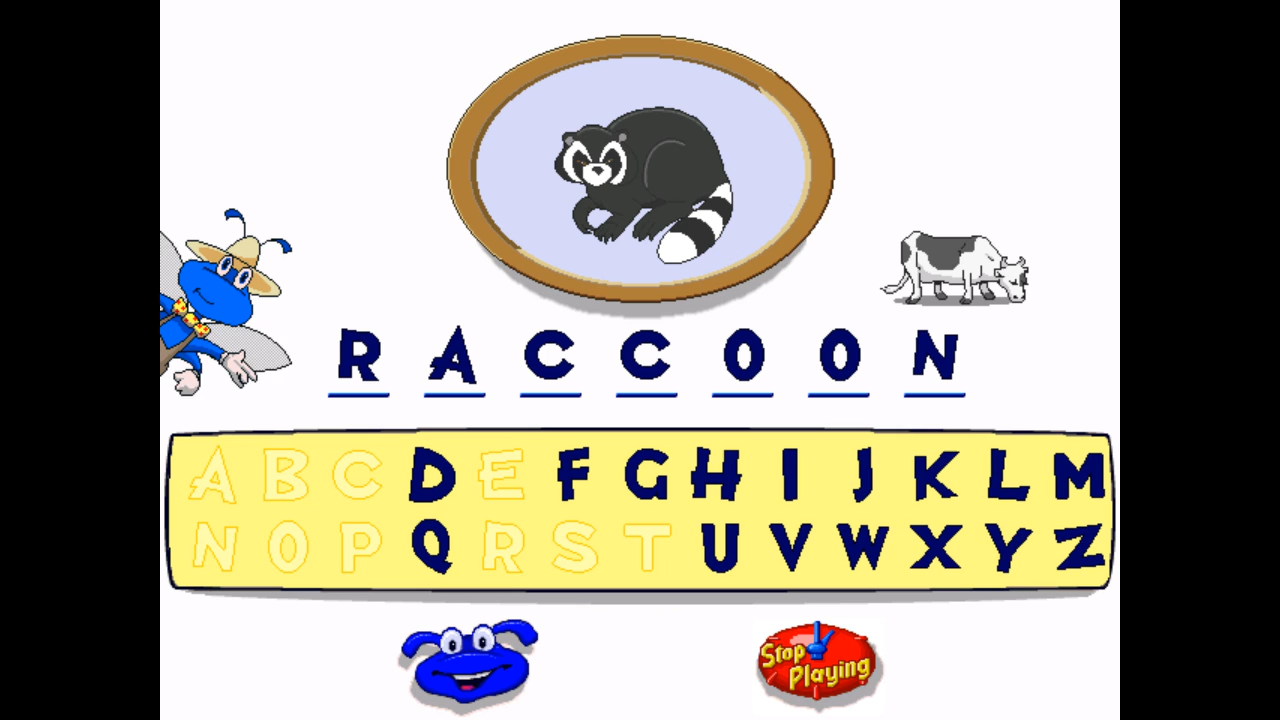 R A C C O O N
A B C D E F G H I J K L M
N O P Q R S T U V W X Y Z
Stop
Playing